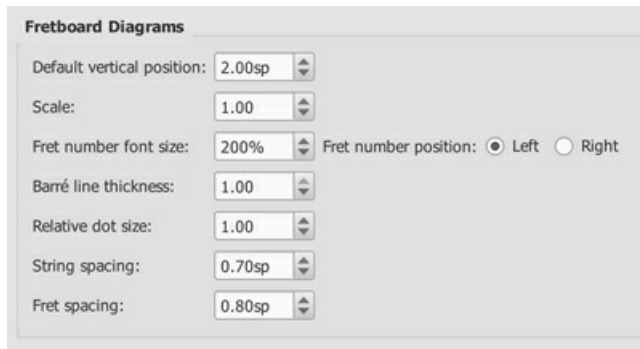 Fretboard Diagrams
Default vertical position: 2.00sp
Scale: 1.00
Fret number font size: 200% Fret number position: Left Right
Barré line thickness: 1.00
Relative dot size: 1.00
String spacing: 0.70sp
Fret spacing: 0.80sp